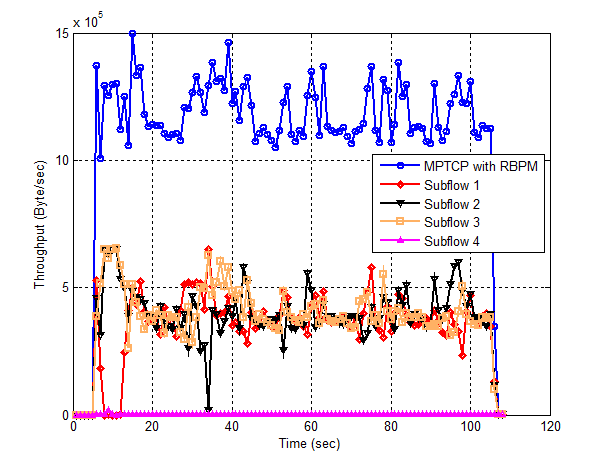 x 10^5
15
10
5
0
Throughput (Byte/sec)
MPTCP with RBPM
Subflow 1
Subflow 2
Subflow 3
Subflow 4
0 20 40 60 80 100 120
Time (sec)